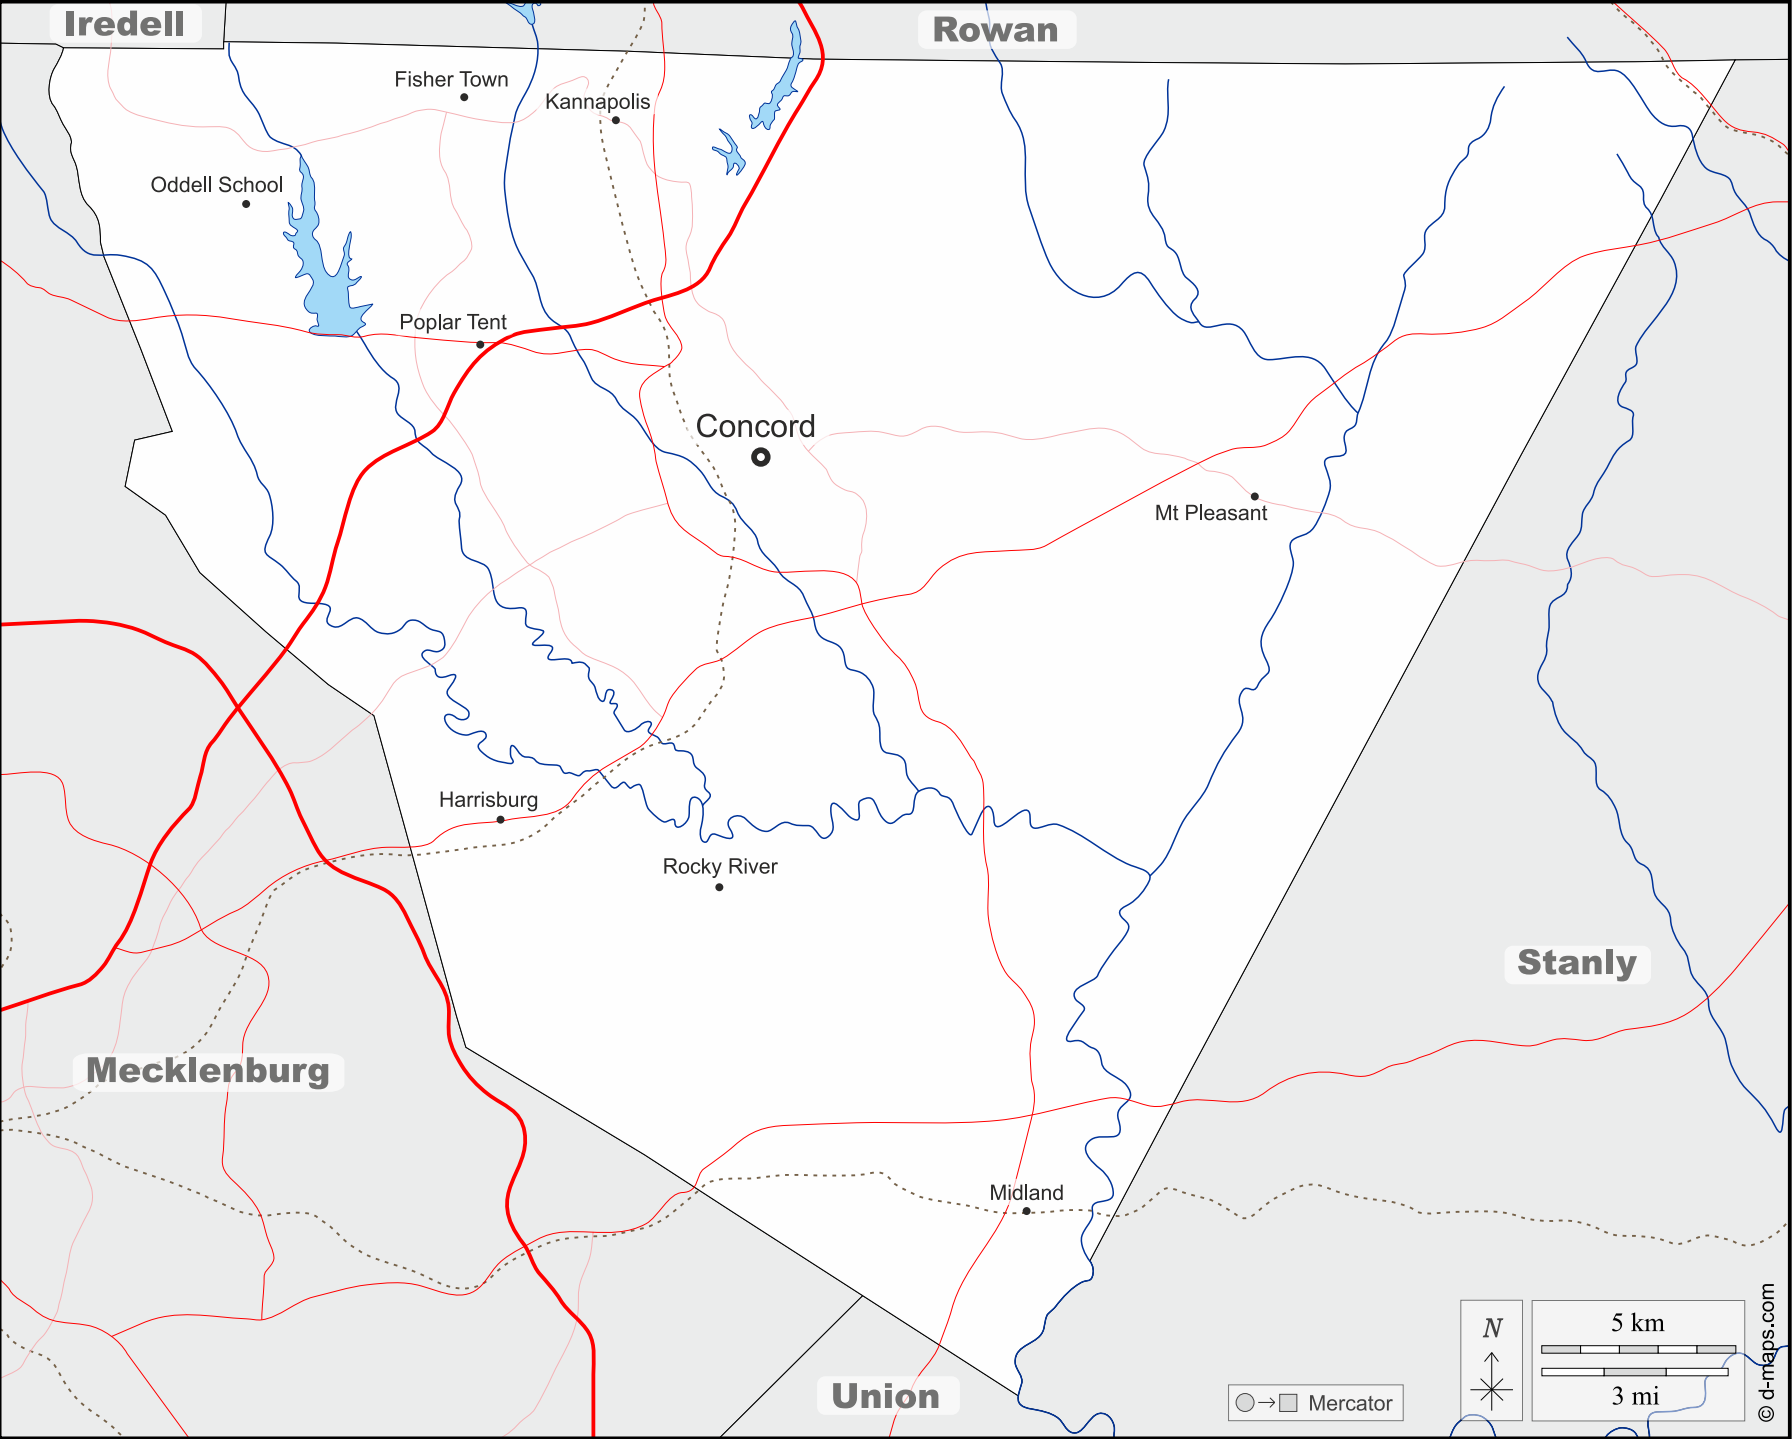 Iredell
Rowan
Fisher Town
Kannapolis
Oddell School
Poplar Tent
Concord
Mt Pleasant
Harrisburg
Rocky River
Stanly
Mecklenburg
Midland
Union
Mercator
N
5 km
3 mi
© d-maps.com